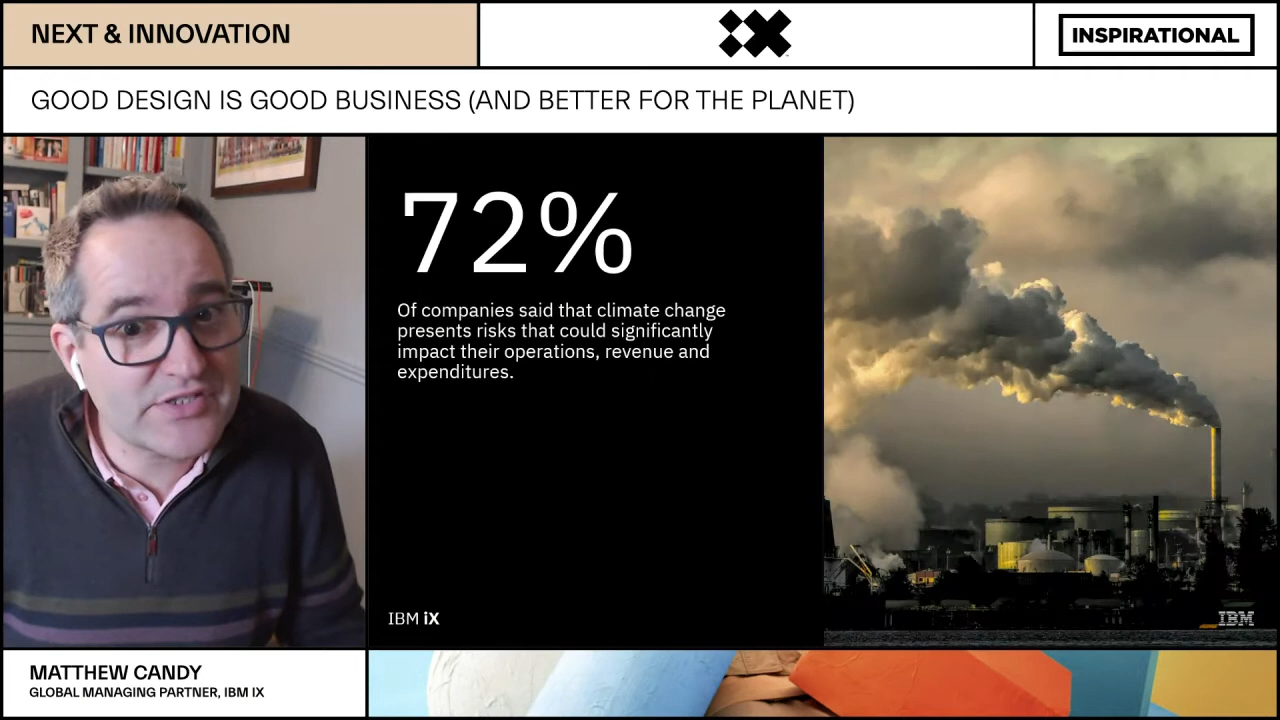 NEXT & INNOVATION
INSPIRATIONAL
GOOD DESIGN IS GOOD BUSINESS (AND BETTER FOR THE PLANET)
72%
Of companies said that climate change
presents risks that could significantly
impact their operations, revenue and
expenditures.
IBM iX
IBM
MATTHEW CANDY
GLOBAL MANAGING PARTNER, IBM IX